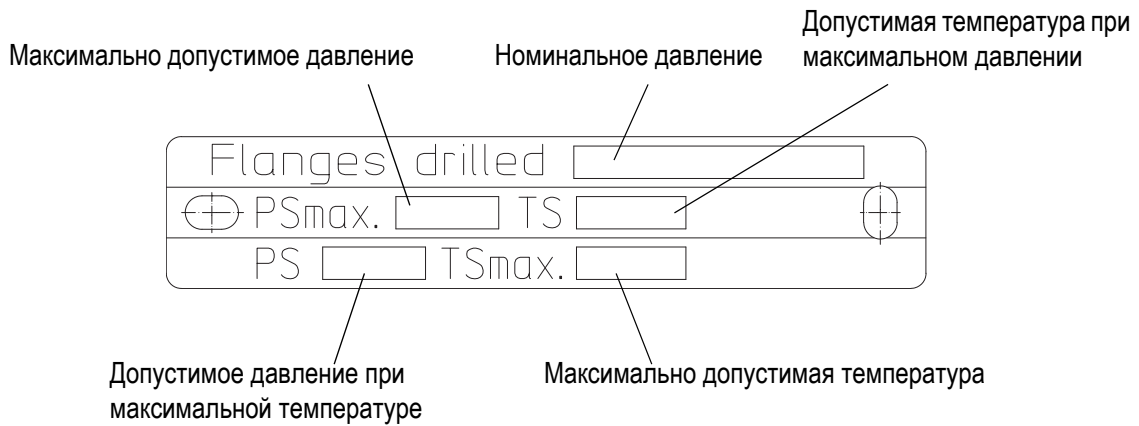 Допустимая температура при
максимальном давлении
Максимально допустимое давление
Номинальное давление
Flanges drilled
PSmax. TS
PS TSmax.
Допустимое давление при
максимальной температуре
Максимально допустимая температура